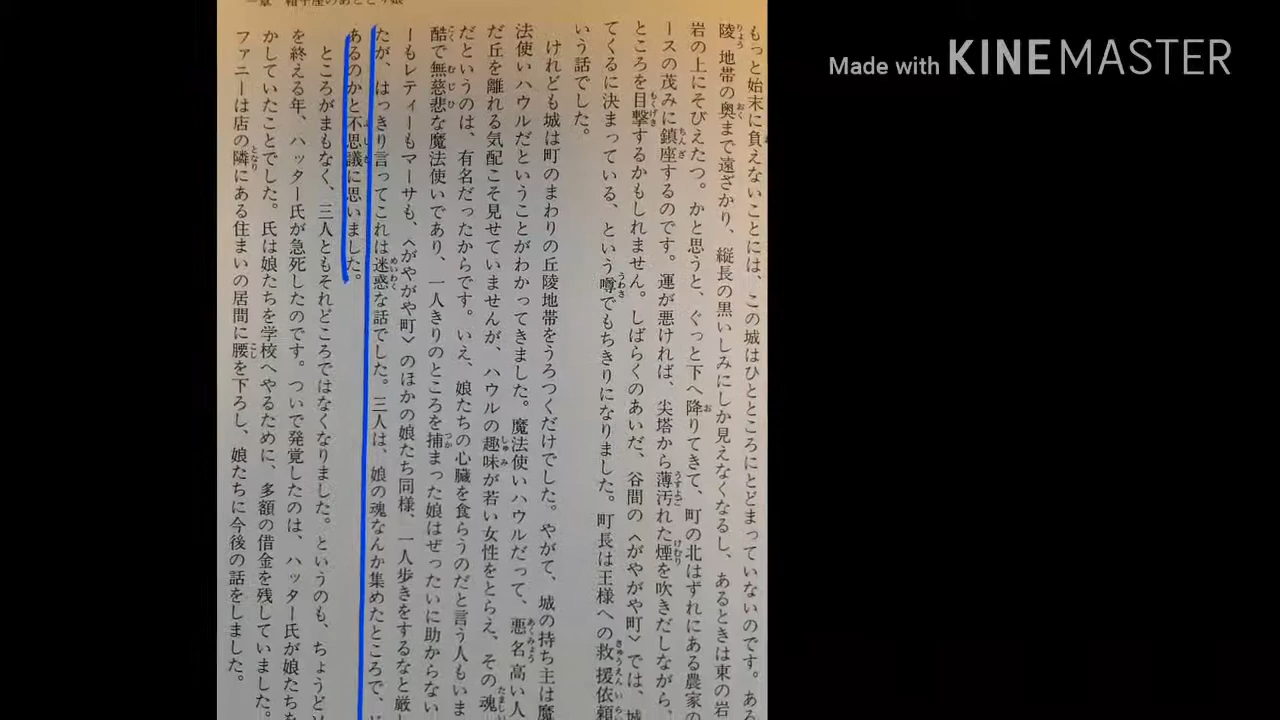 Made with KINEMASTER
もっと始末に負えないことには、この城はひとところにとどまっていないのです。ある
陵地帯の奥まで遠ざかり、縦長の黒いしみにしか見えなくなるし、あるときは東の岩
岩の上にそびえたつ。かと思うと、ぐっと下へ降りてきて、町の北はずれにある農家の
ースの茂みに鎮座するのです。運が悪ければ、尖塔から薄汚れた煙を吹きだしながら、
ところを目撃するかもしれません。しばらくのあいだ、谷間の〈がやがや町〉では、城
てくるに決まっている、という噂でもちきりになりました。町長は王様への救援依頼
いう話でした。
けれども城は町のまわりの丘陵地帯をうろつくだけでした。やがて、城の持ち主は魔
法使いハウルだということがわかってきました。魔法使いハウルだって、悪名高い人
だ丘を離れる気配こそ見せていませんが、ハウルの趣味が若い女性をとらえ、その魂
だというのは、有名だったからです。いえ、娘たちの心臓を食らうのだと言う人もいま
酷で無慈悲な魔法使いであり、一人きりのところを捕まった娘はぜったいに助からない
ーもレティーもマーサも、〈がやがや町〉のほかの娘たち同様、一人歩きをするなと厳し
たが、はっきり言ってこれは迷惑な話でした。三人は、娘の魂なんか集めたところで、
あるのかと不思議に思いました。
ところがまもなく、三人ともそれどころではなくなりました。というのも、ちょうど
を終える年、ハッター氏が急死したのです。ついで発覚したのは、ハッター氏が娘たちを
かしていたことでした。氏は娘たちを学校へやるために、多額の借金を残していました。
ファニーは店の隣にある住まいの居間に腰を下ろし、娘たちに今後の話をしました。